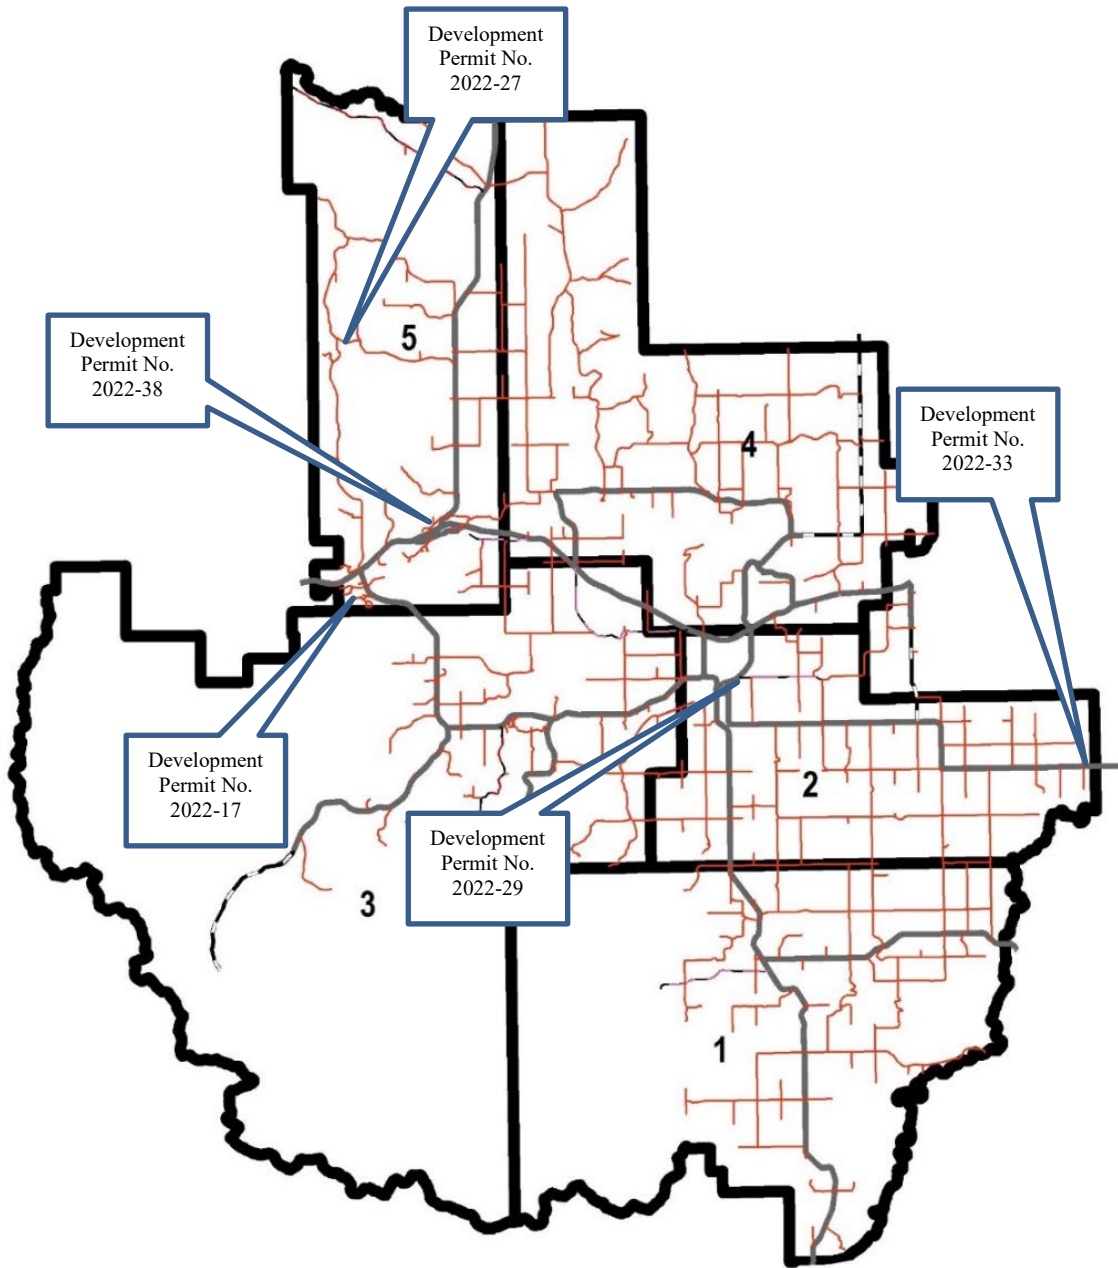 Development
Permit No.
2022-27
5
Development
Permit No.
2022-38
4
Development
Permit No.
2022-33
Development
Permit No.
2022-17
2
Development
Permit No.
2022-29
3
1